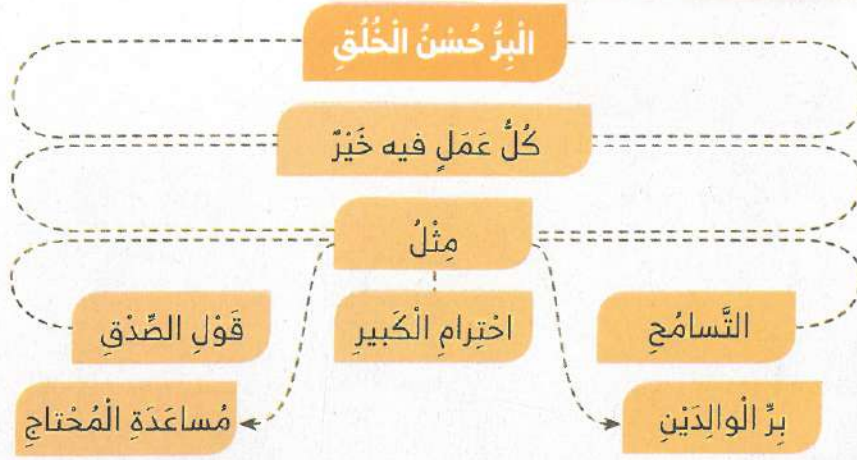 الْبِرُّ حُسْنُ الْخُلُقِ
كُلُّ عَمَلٍ فيه خَيْرٌ
مِثْلُ
التَّسامُحِ
احْتِرامِ الْكَبيرِ
قَوْلِ الصِّدْقِ
بِرِّ الْوالِدَيْنِ
مُساعَدَةِ الْمُحْتاجِ